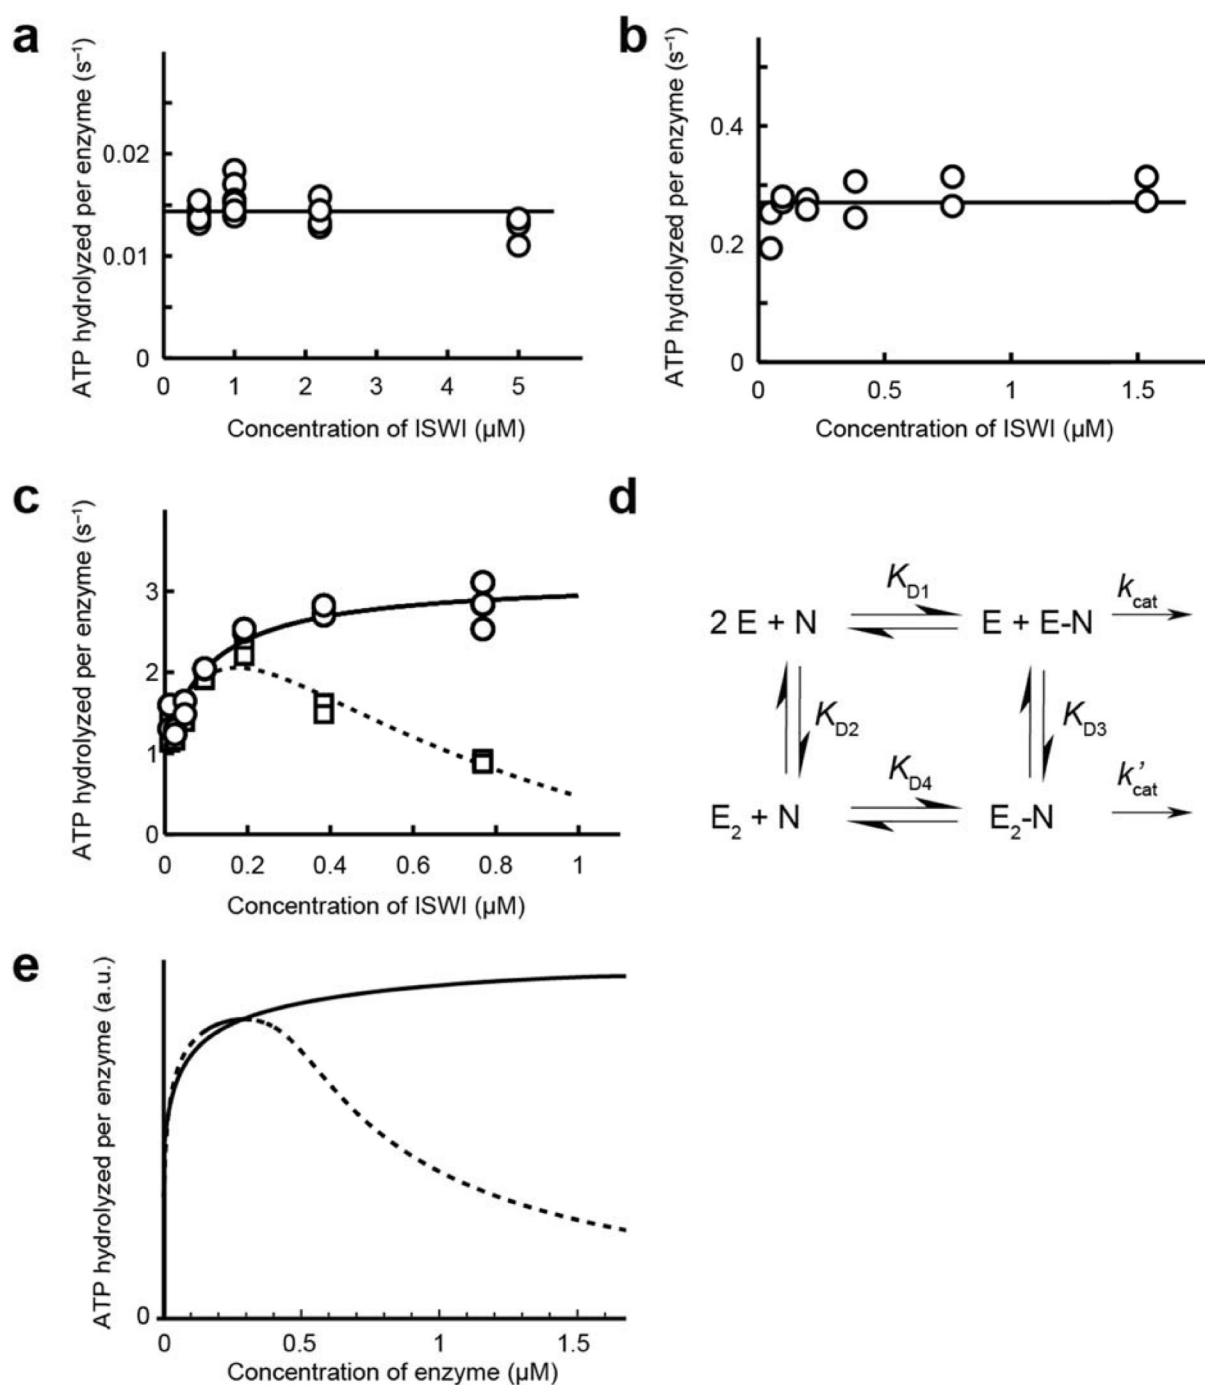 a
ATP hydrolyzed per enzyme (s⁻¹)
0.02
0.01
0
0 1 2 3 4 5
Concentration of ISWI (µM)
b
ATP hydrolyzed per enzyme (s⁻¹)
0.4
0.2
0
0 0.5 1 1.5
Concentration of ISWI (µM)
c
ATP hydrolyzed per enzyme (s⁻¹)
3
2
1
0
0 0.2 0.4 0.6 0.8 1
Concentration of ISWI (µM)
d
K_D1
k_cat
2 E + N
E + E-N
K_D2
K_D3
K_D4
k'_cat
E₂ + N
E₂-N
e
ATP hydrolyzed per enzyme (a.u.)
0
0 0.5 1 1.5
Concentration of enzyme (µM)